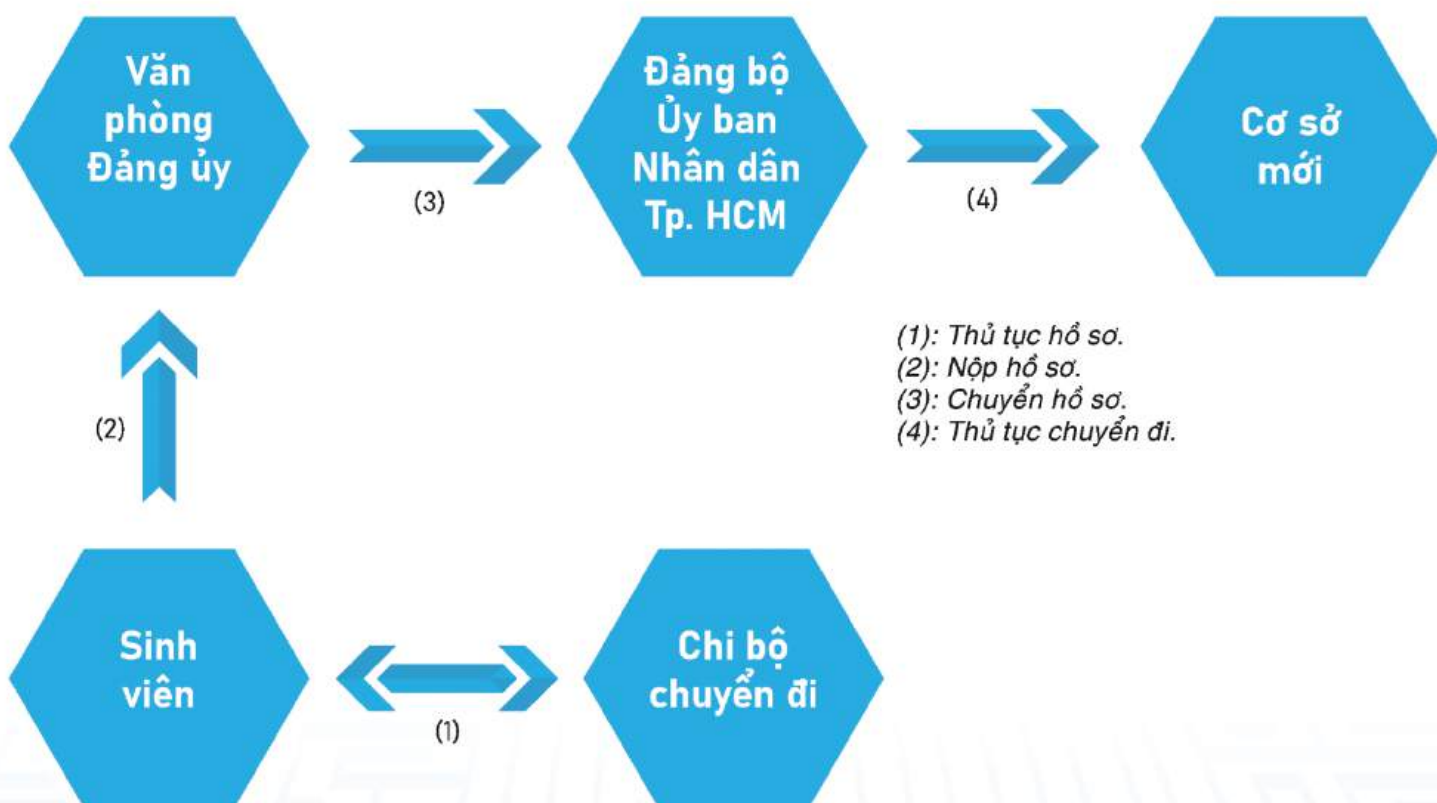 Văn
phòng
Đảng ủy
(3)
Đảng bộ
Ủy ban
Nhân dân
Tp. HCM
(4)
Cơ sở
mới
(1): Thủ tục hồ sơ.
(2): Nộp hồ sơ.
(3): Chuyển hồ sơ.
(4): Thủ tục chuyển đi.
(2)
Sinh
viên
(1)
Chi bộ
chuyển đi